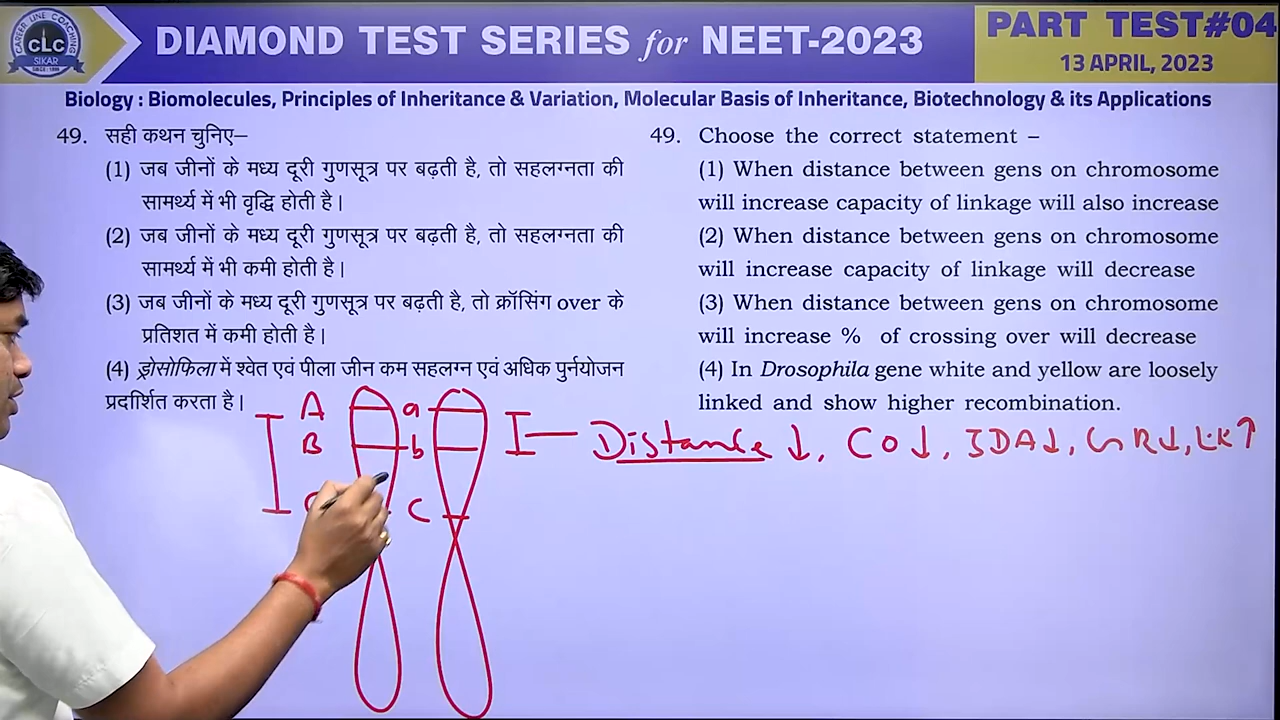 CAREER LINE COACHING
CLC
SIKAR
SINCE-1996
DIAMOND TEST SERIES for NEET-2023
PART TEST#04
13 APRIL, 2023
Biology : Biomolecules, Principles of Inheritance & Variation, Molecular Basis of Inheritance, Biotechnology & its Applications
49. सही कथन चुनिए–
(1) जब जीनों के मध्य दूरी गुणसूत्र पर बढ़ती है, तो सहलग्नता की
सामर्थ्य में भी वृद्धि होती है।
(2) जब जीनों के मध्य दूरी गुणसूत्र पर बढ़ती है, तो सहलग्नता की
सामर्थ्य में भी कमी होती है।
(3) जब जीनों के मध्य दूरी गुणसूत्र पर बढ़ती है, तो क्रॉसिंग over के
प्रतिशत में कमी होती है।
(4) ड्रोसोफिला में श्वेत एवं पीला जीन कम सहलग्न एवं अधिक पुर्नयोजन
प्रदार्शित करता है।
49. Choose the correct statement –
(1) When distance between gens on chromosome
will increase capacity of linkage will also increase
(2) When distance between gens on chromosome
will increase capacity of linkage will decrease
(3) When distance between gens on chromosome
will increase % of crossing over will decrease
(4) In Drosophila gene white and yellow are loosely
linked and show higher recombination.
A a
B b
C
Distance ↓, CO↓, IDA↓, GR↓, LK↑